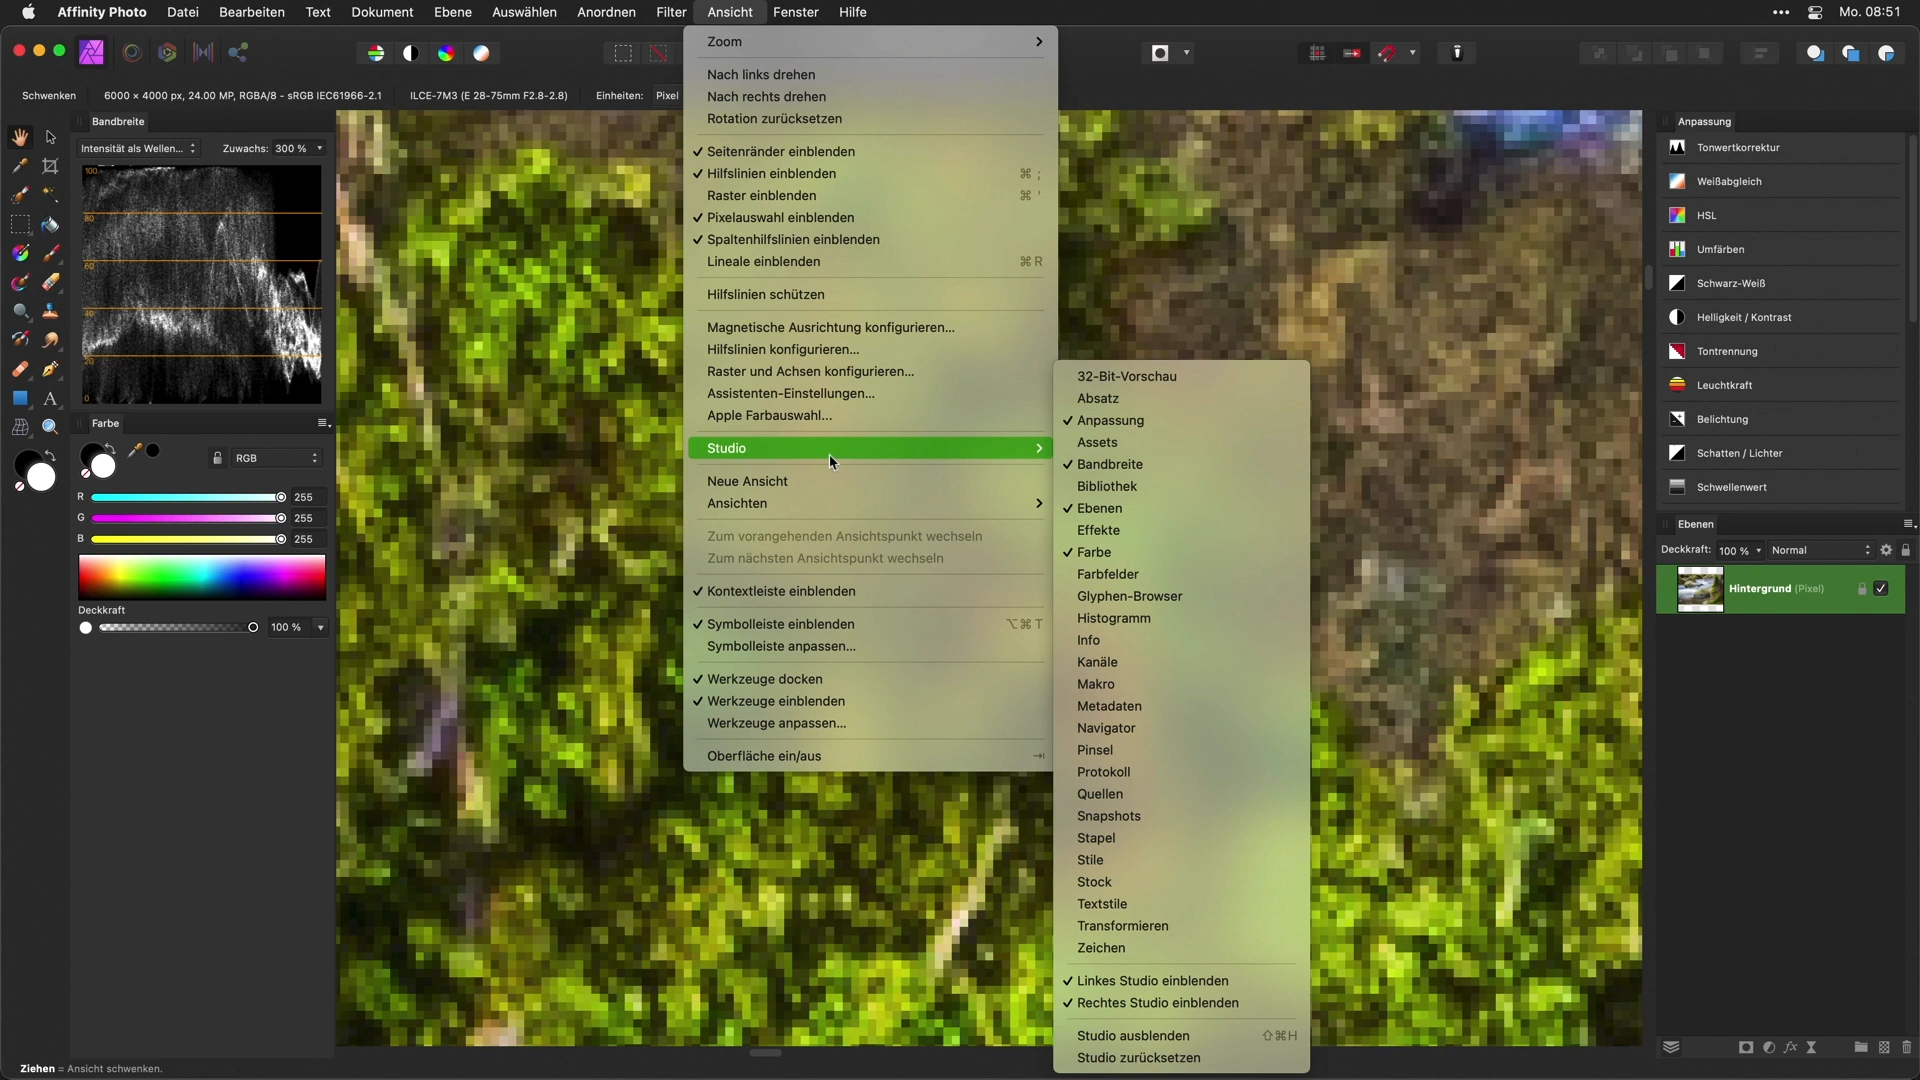 Affinity Photo Datei Bearbeiten Text Dokument Ebene Auswählen Anordnen Filter Ansicht Fenster Hilfe Mo. 08:51
Schwenken 6000 × 4000 px, 24.00 MP, RGBA/8 - sRGB IEC61966-2.1 ILCE-7M3 (E 28-75mm F2.8-2.8) Einheiten: Pixel
Bandbreite
Intensität als Wellen... Zuwachs: 300 %
100
80
60
40
20
0
Farbe
RGB
R 255
G 255
B 255
Deckkraft
100 %
Zoom
Nach links drehen
Nach rechts drehen
Rotation zurücksetzen
✓ Seitenränder einblenden
✓ Hilfslinien einblenden ⌘ ;
Raster einblenden ⌘ '
✓ Pixelauswahl einblenden
✓ Spaltenhilfslinien einblenden
Lineale einblenden ⌘ R
Hilfslinien schützen
Magnetische Ausrichtung konfigurieren...
Hilfslinien konfigurieren...
Raster und Achsen konfigurieren...
Assistenten-Einstellungen...
Apple Farbauswahl...
Studio
Neue Ansicht
Ansichten
Zum vorangehenden Ansichtspunkt wechseln
Zum nächsten Ansichtspunkt wechseln
✓ Kontextleiste einblenden
✓ Symbolleiste einblenden ⌥⌘ T
Symbolleiste anpassen...
✓ Werkzeuge docken
✓ Werkzeuge einblenden
Werkzeuge anpassen...
Oberfläche ein/aus ⇥
32-Bit-Vorschau
Absatz
✓ Anpassung
Assets
✓ Bandbreite
Bibliothek
✓ Ebenen
Effekte
✓ Farbe
Farbfelder
Glyphen-Browser
Histogramm
Info
Kanäle
Makro
Metadaten
Navigator
Pinsel
Protokoll
Quellen
Snapshots
Stapel
Stile
Stock
Textstile
Transformieren
Zeichen
✓ Linkes Studio einblenden
✓ Rechtes Studio einblenden
Studio ausblenden ⇧⌘H
Studio zurücksetzen
Anpassung
Tonwertkorrektur
Weißabgleich
HSL
Umfärben
Schwarz-Weiß
Helligkeit / Kontrast
Tontrennung
Leuchtkraft
Belichtung
Schatten / Lichter
Schwellenwert
Ebenen
Deckkraft: 100 % Normal
Hintergrund (Pixel)
Ziehen = Ansicht schwenken.